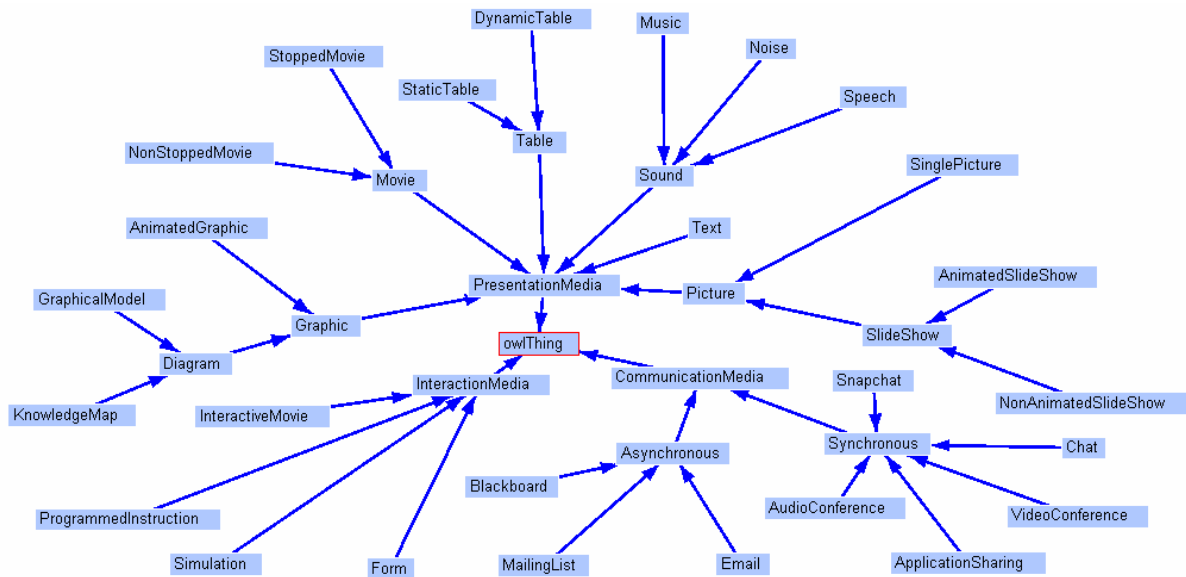 DynamicTable
Music
Noise
StoppedMovie
StaticTable
Speech
Table
NonStoppedMovie
Movie
Sound
SinglePicture
AnimatedGraphic
Text
PresentationMedia
Picture
AnimatedSlideShow
GraphicalModel
Graphic
SlideShow
owlThing
Diagram
InteractionMedia
CommunicationMedia
Snapchat
KnowledgeMap
InteractiveMovie
NonAnimatedSlideShow
Asynchronous
Synchronous
Chat
Blackboard
AudioConference
VideoConference
ProgrammedInstruction
Simulation
Form
MailingList
Email
ApplicationSharing